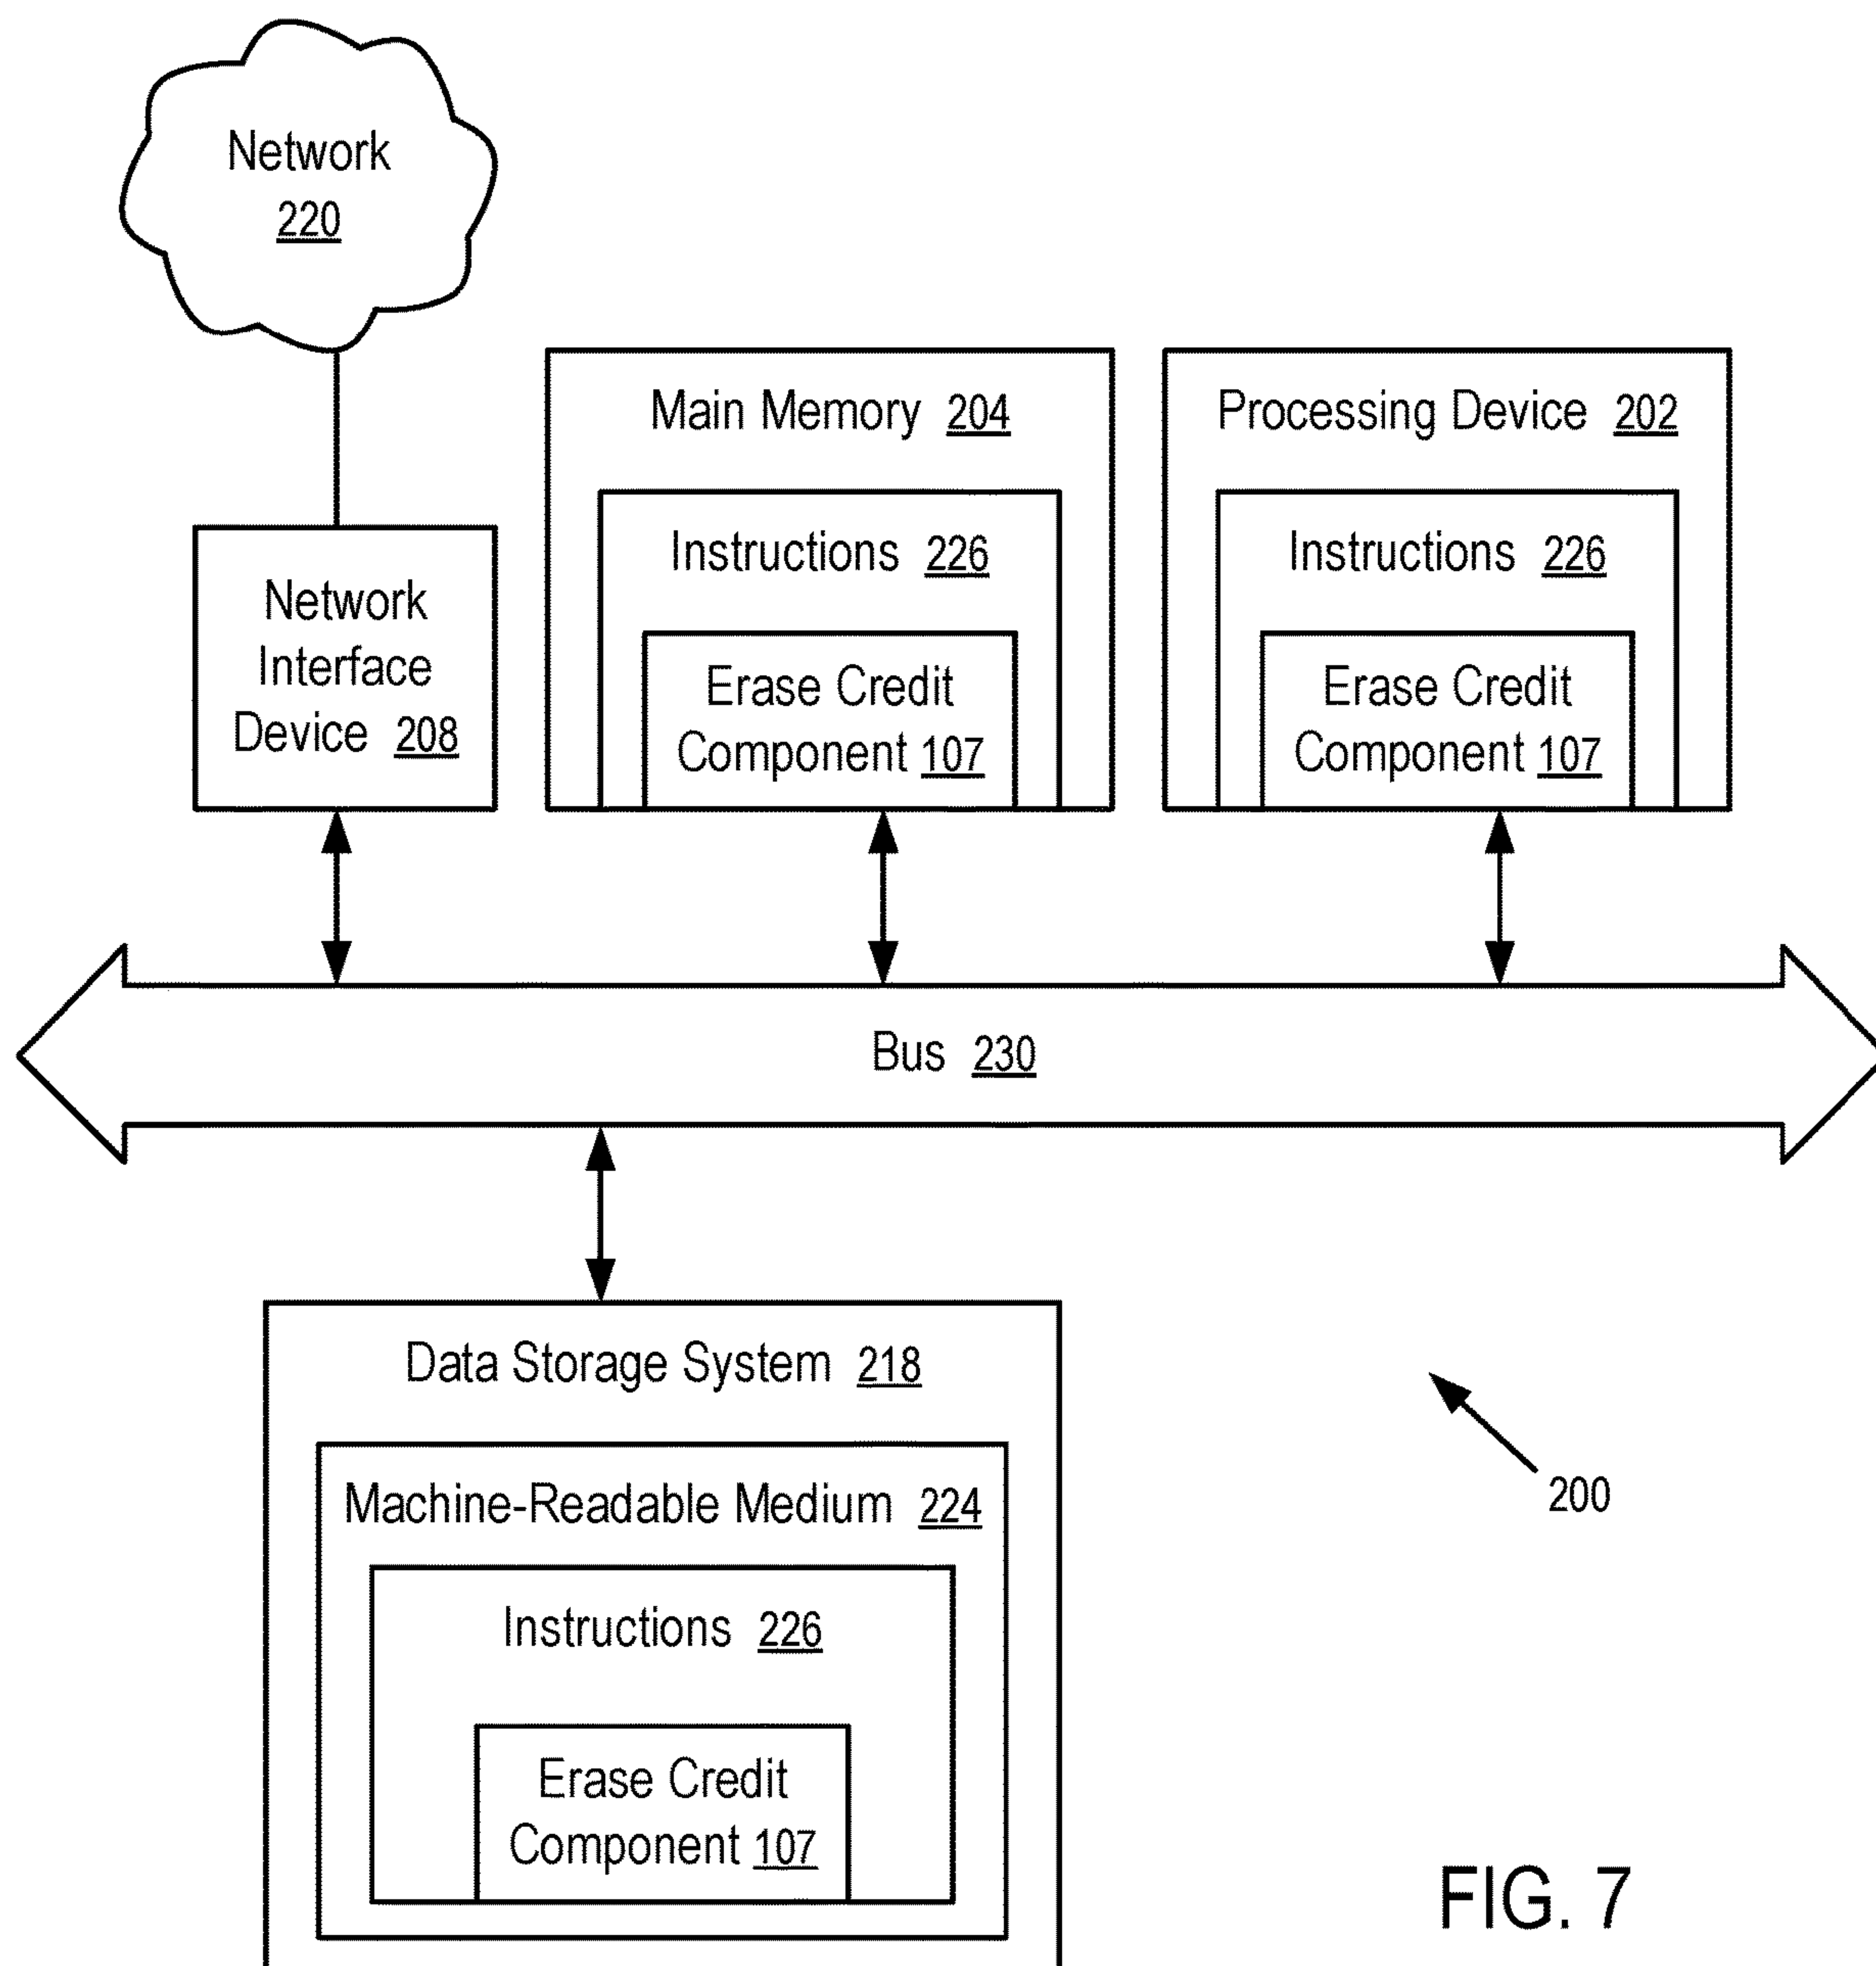 Network
220
Main Memory 204
Instructions 226
Erase Credit
Component 107
Processing Device 202
Instructions 226
Erase Credit
Component 107
Network
Interface
Device 208
Bus 230
Data Storage System 218
Machine-Readable Medium 224
Instructions 226
Erase Credit
Component 107
200
FIG. 7